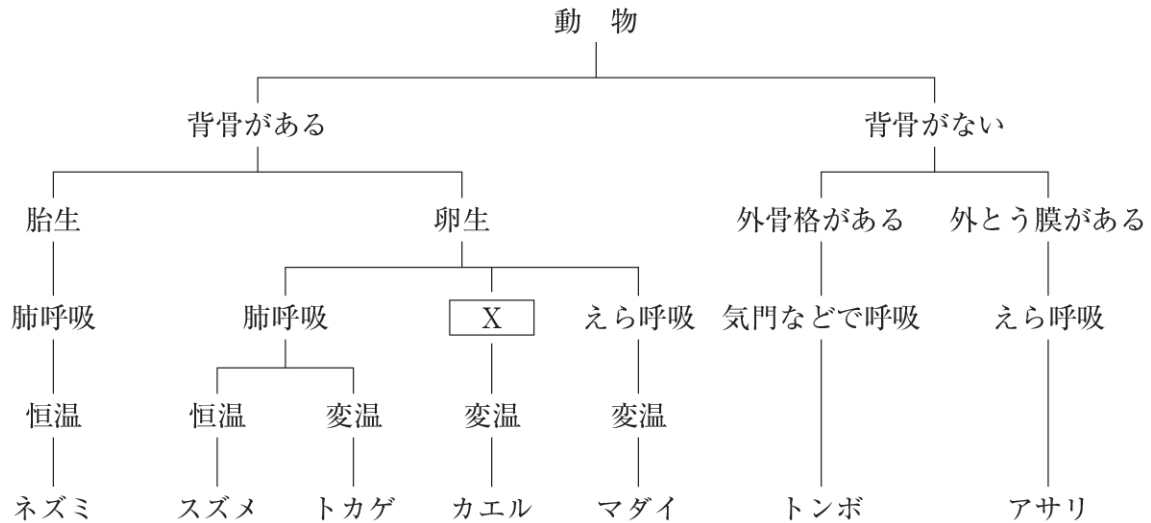 動　物
背骨がある　背骨がない
胎生　卵生　外骨格がある　外とう膜がある
肺呼吸　肺呼吸　X　えら呼吸　気門などで呼吸　えら呼吸
恒温　恒温　変温　変温　変温
ネズミ　スズメ　トカゲ　カエル　マダイ　トンボ　アサリ